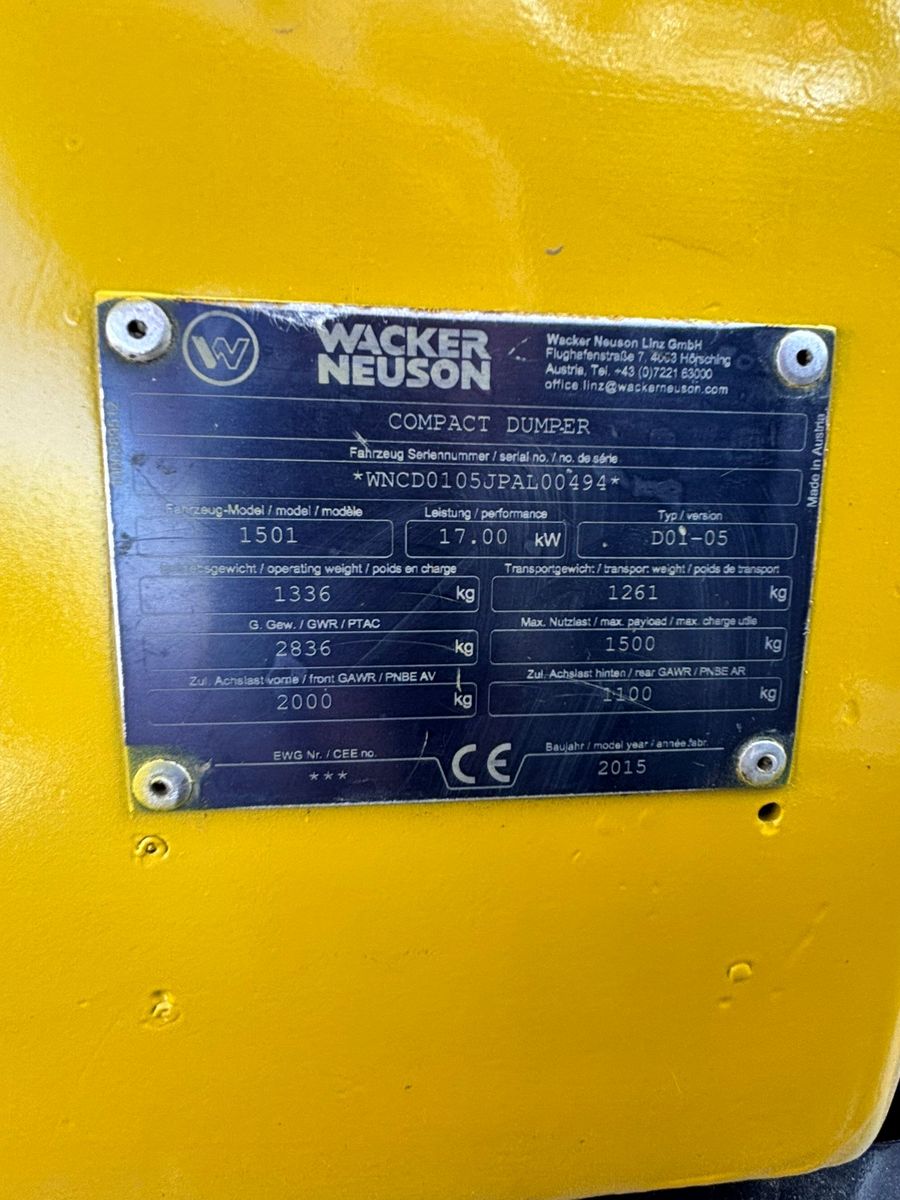 WACKER
NEUSON
Wacker Neuson Linz GmbH
Flughafenstraße 7, 4063 Hörsching
Austria, Tel. +43 (0)7221 63000
office.linz@wackerneuson.com
COMPACT DUMPER
Fahrzeug Seriennummer / serial no. / no. de série
*WNCD0105JPAL00494*
Made in Austria
Fahrzeug-Model / model / modèle
1501
Leistung / performance
17.00 kW
Typ / version
D01-05
/ operating weight / poids en charge
1336 kg
Transportgewicht / transport weight / poids de transport
1261 kg
G. Gew. / GWR / PTAC
2836 kg
Max. Nutzlast / max. payload / max. charge utile
1500 kg
Zul. Achslast vorne / front GAWR / PNBE AV
2000 kg
Zul. Achslast hinten / rear GAWR / PNBE AR
1100 kg
EWG Nr. / CEE no.
***
CE
Baujahr / model year / année fabr.
2015